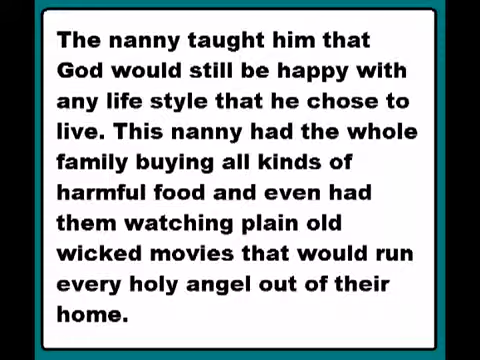 The nanny taught him that
God would still be happy with
any life style that he chose to
live. This nanny had the whole
family buying all kinds of
harmful food and even had
them watching plain old
wicked movies that would run
every holy angel out of their
home.